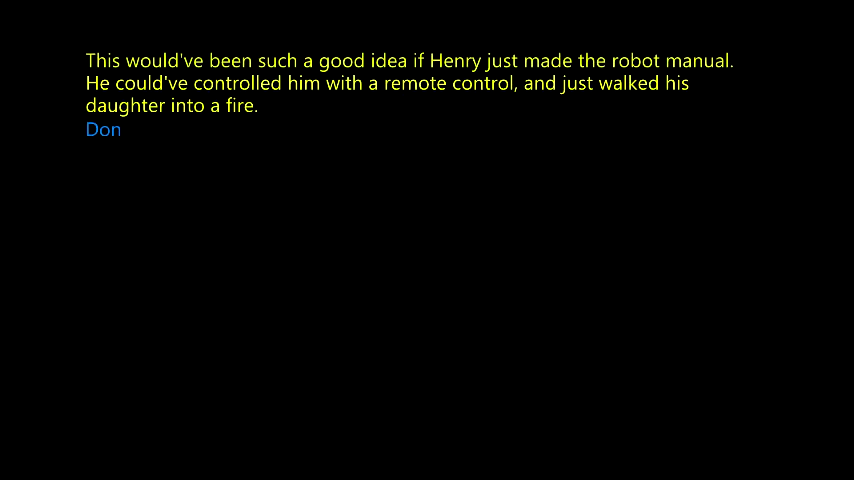 This would've been such a good idea if Henry just made the robot manual.
He could've controlled him with a remote control, and just walked his
daughter into a fire.
Don